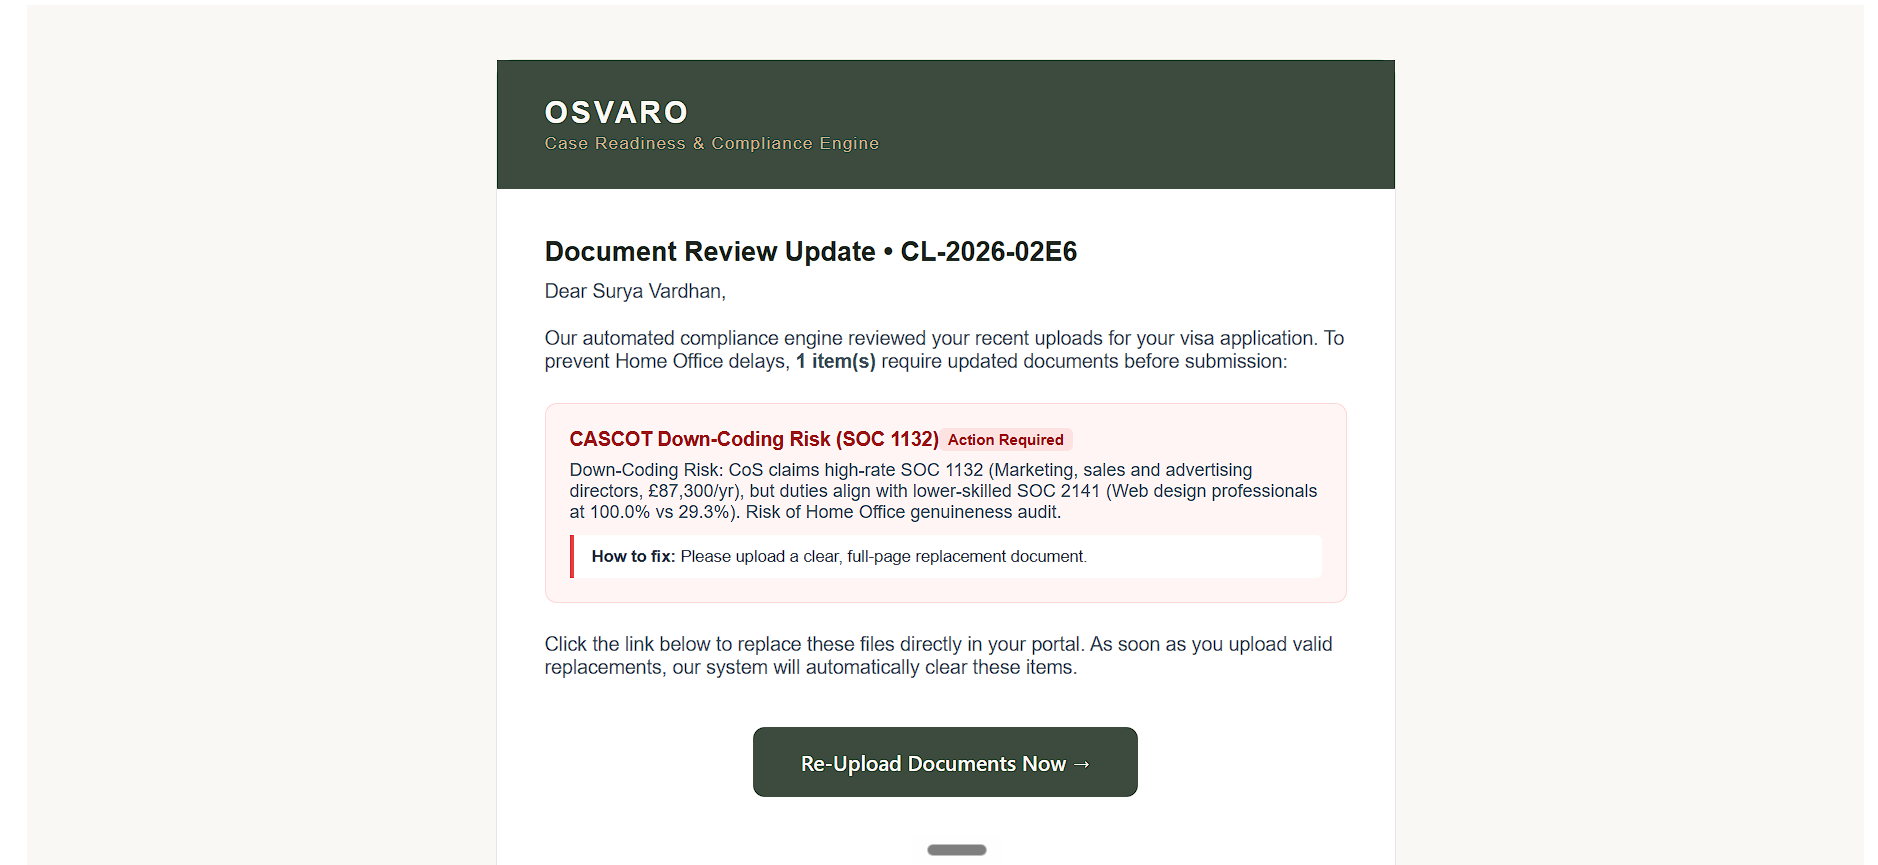 OSVARO
Case Readiness & Compliance Engine
Document Review Update • CL-2026-02E6
Dear Surya Vardhan,
Our automated compliance engine reviewed your recent uploads for your visa application. To
prevent Home Office delays, 1 item(s) require updated documents before submission:
CASCOT Down-Coding Risk (SOC 1132) Action Required
Down-Coding Risk: CoS claims high-rate SOC 1132 (Marketing, sales and advertising
directors, £87,300/yr), but duties align with lower-skilled SOC 2141 (Web design professionals
at 100.0% vs 29.3%). Risk of Home Office genuineness audit.
How to fix: Please upload a clear, full-page replacement document.
Click the link below to replace these files directly in your portal. As soon as you upload valid
replacements, our system will automatically clear these items.
Re-Upload Documents Now →